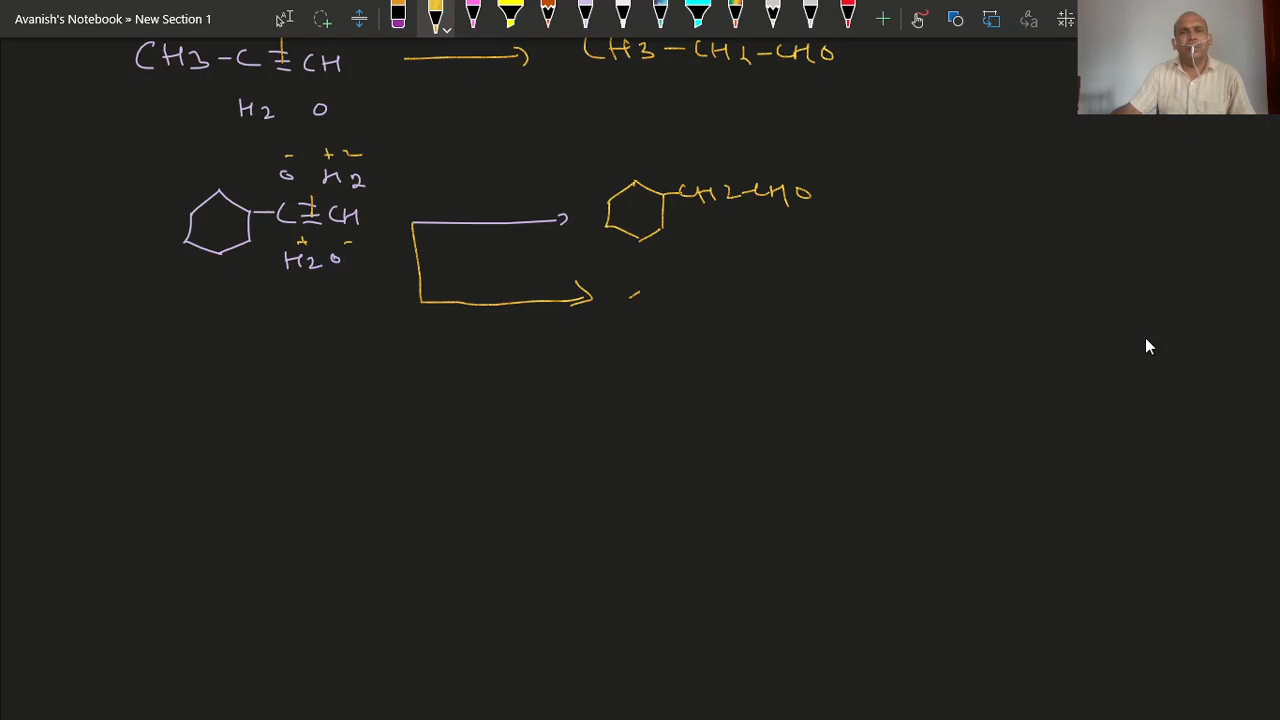 Avanish's Notebook » New Section 1
CH3-C≡CH → CH3-CH2-CHO
H2 O
- + -
O H2
-C≡CH → -CH2-CHO
+ -
H2O